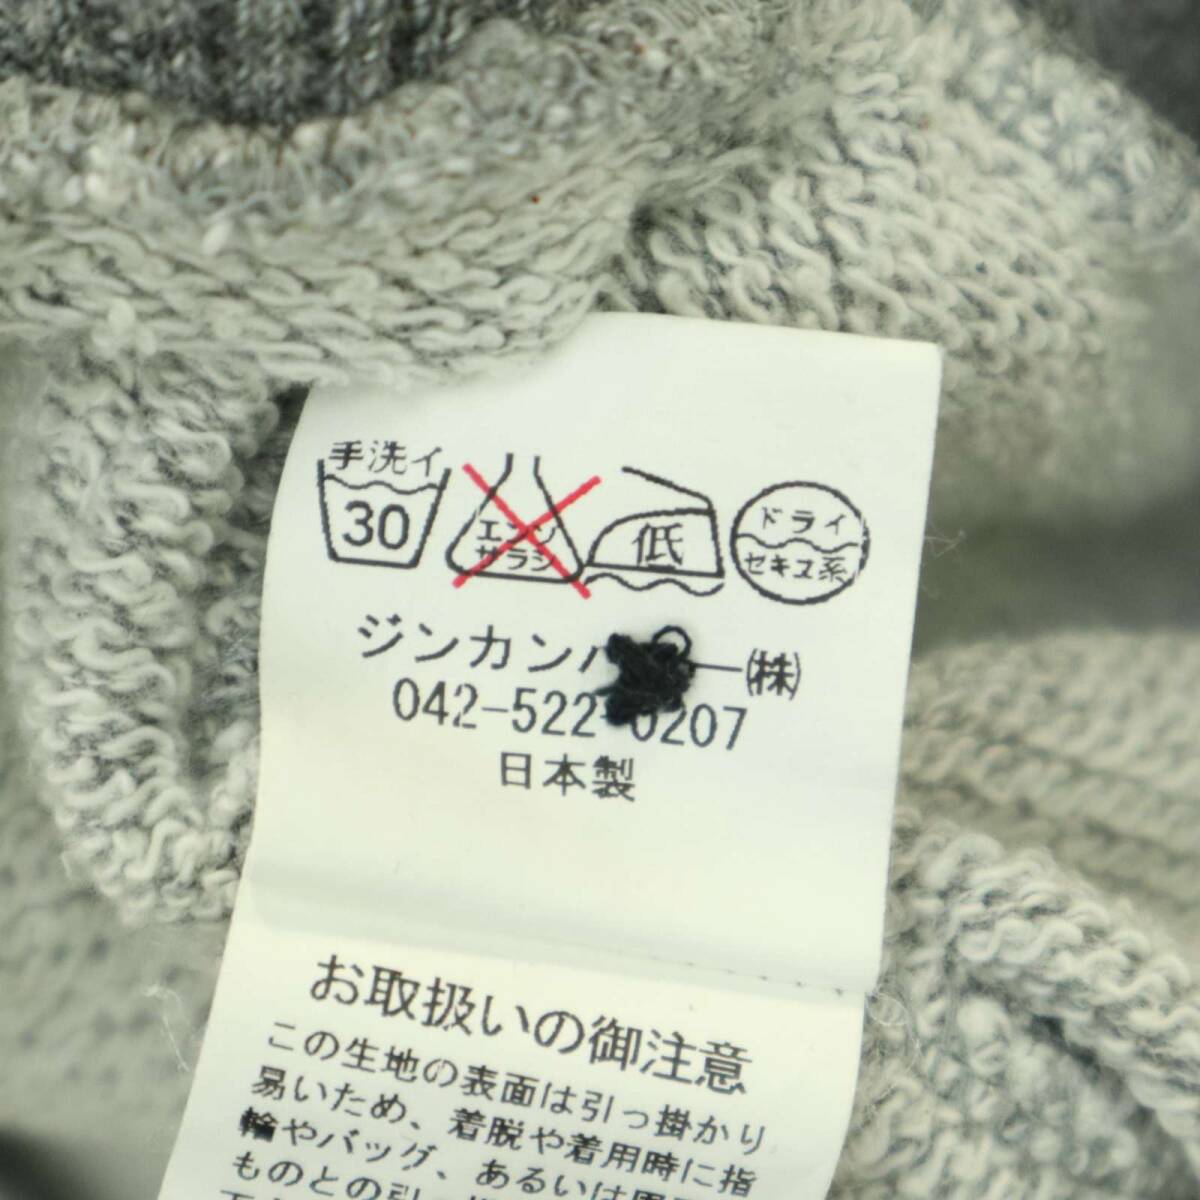 手洗イ
30
エンソ
サラシ
低
ドライ
セキユ系
ジンカンパ ー㈱
042-522-0207
日本製
お取扱いの御注意
この生地の表面は引っ掛かり
易いため、着脱や着用時に指
輪やバッグ、あるいは周
ものとの引っ